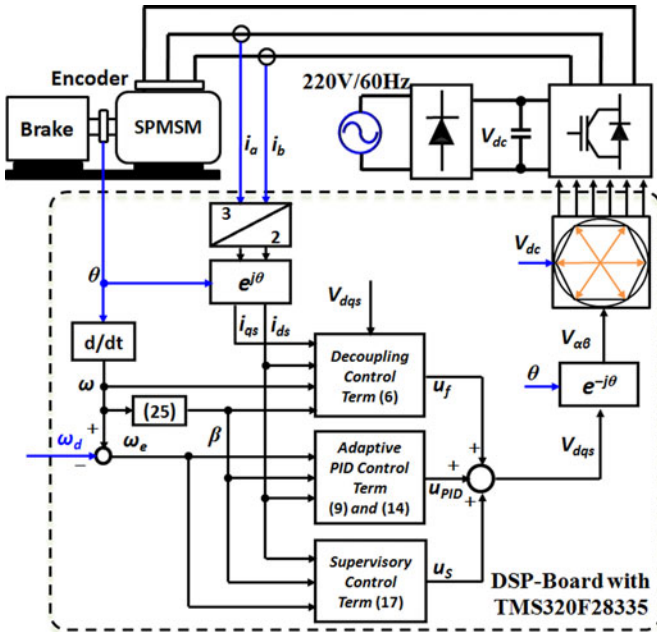 Encoder
Brake
SPMSM
220V/60Hz
V_dc
i_a
i_b
3
2
e^{jθ}
θ
V_dc
i_qs
i_ds
V_dqs
d/dt
Decoupling
Control
Term (6)
u_f
V_αβ
θ
e^{-jθ}
ω
(25)
+
ω_d
−
ω_e
β
Adaptive
PID Control
Term
(9) and (14)
u_PID
+
+
+
V_dqs
Supervisory
Control
Term (17)
u_S
DSP-Board with
TMS320F28335